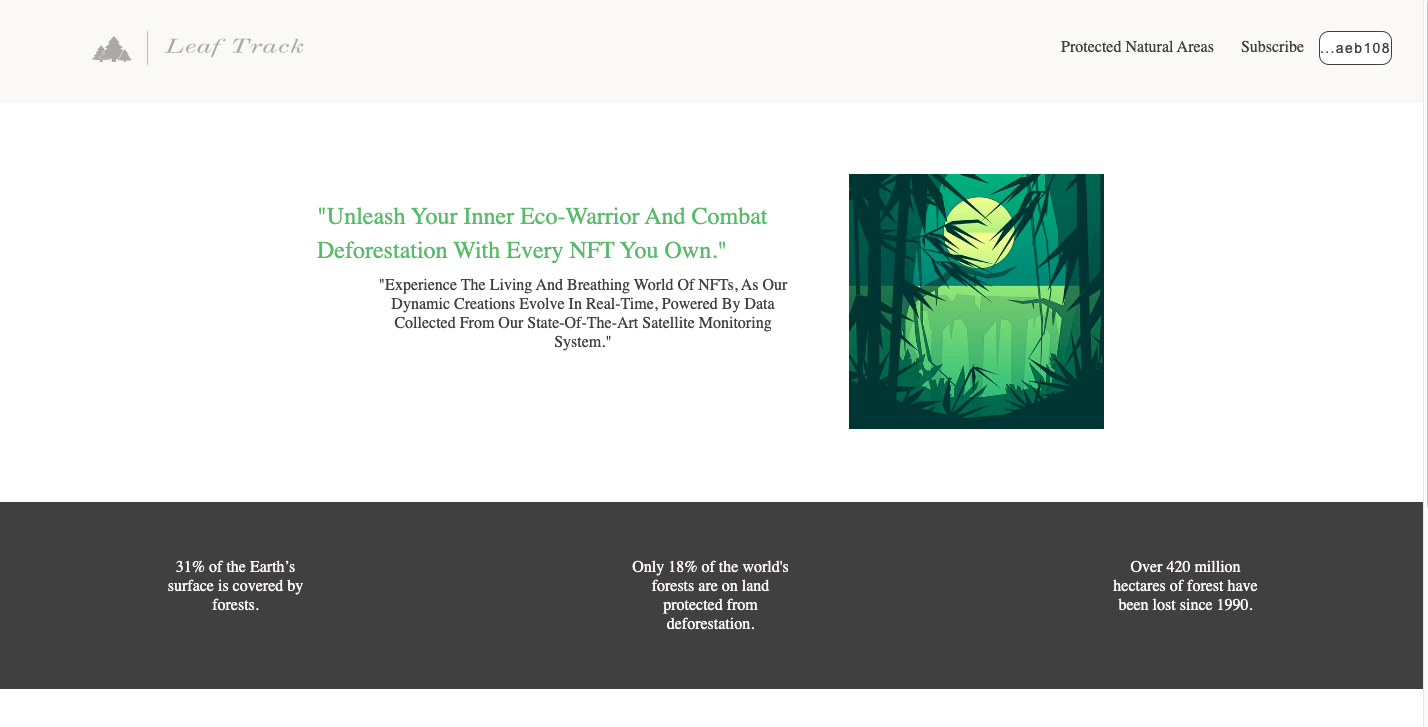 Leaf Track
Protected Natural Areas
Subscribe
...aeb108
"Unleash Your Inner Eco-Warrior And Combat
Deforestation With Every NFT You Own."
"Experience The Living And Breathing World Of NFTs, As Our
Dynamic Creations Evolve In Real-Time, Powered By Data
Collected From Our State-Of-The-Art Satellite Monitoring
System."
31% of the Earth’s
surface is covered by
forests.
Only 18% of the world's
forests are on land
protected from
deforestation.
Over 420 million
hectares of forest have
been lost since 1990.